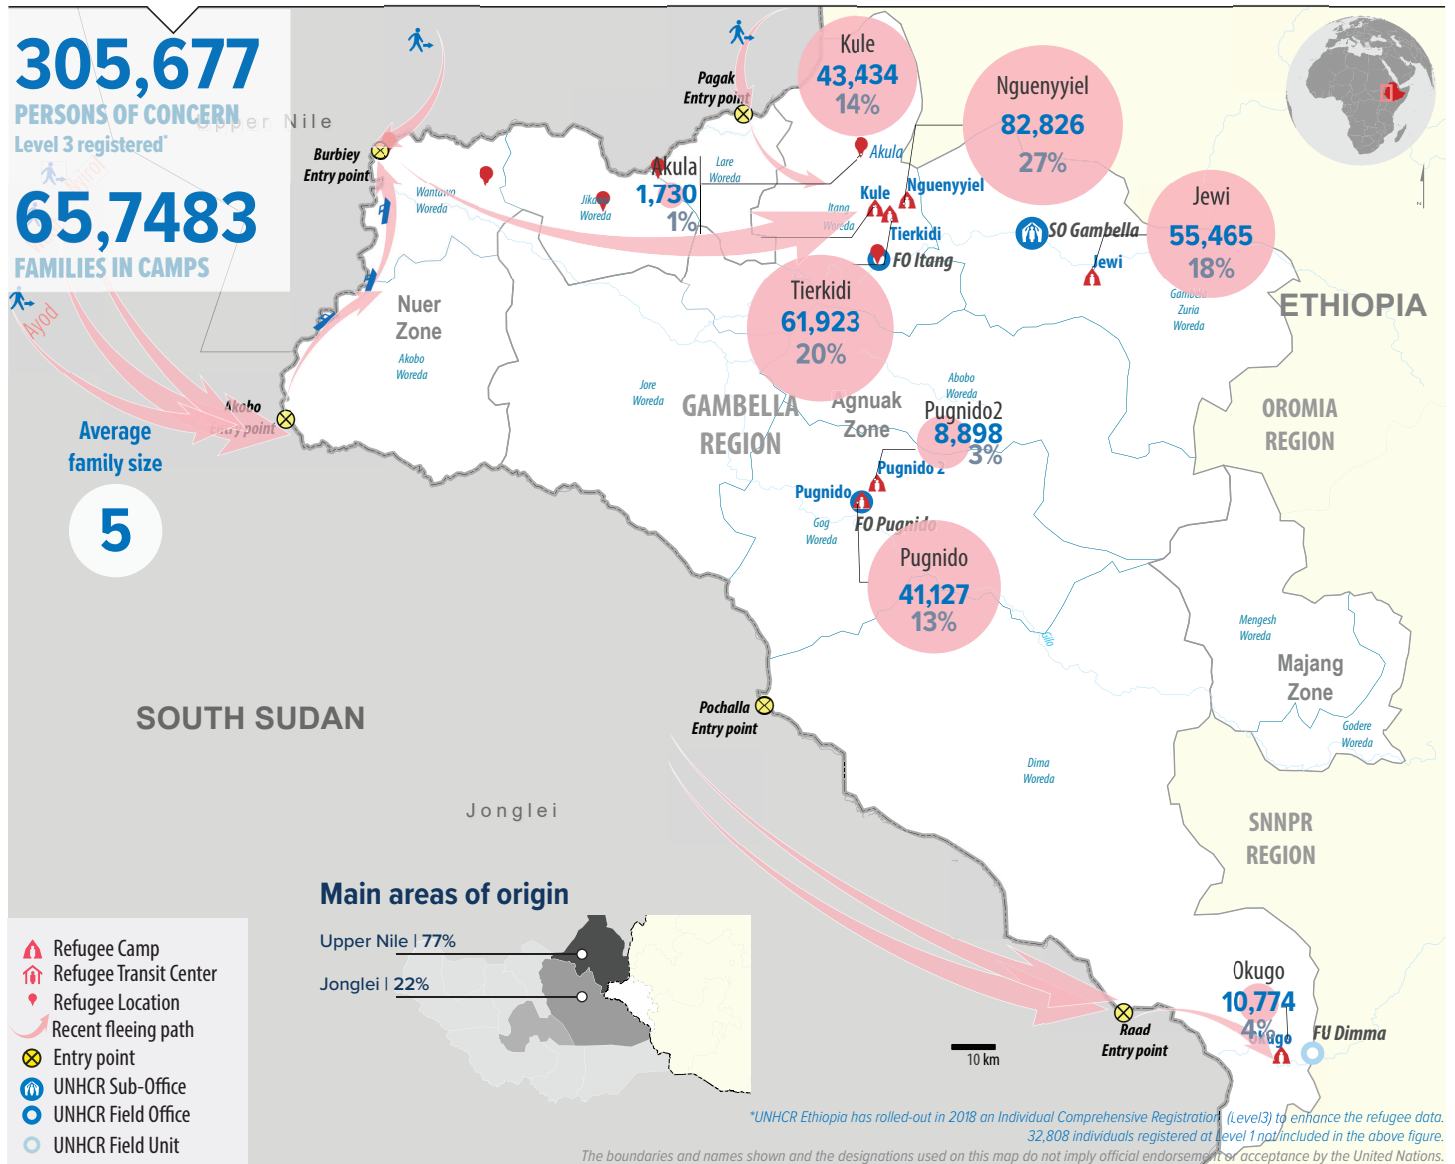 305,677
PERSONS OF CONCERN
Upper Nile
Level 3 registered*
65,7483
FAMILIES IN CAMPS
Ayod
Average
family size
5
Burbiey
Entry point
Pagak
Entry point
Akobo
Entry point
Kule
43,434
14%
Nguenyyiel
82,826
27%
Jewi
55,465
18%
Akula
1,730
1%
Akula
Kule
Nguenyyiel
Tierkidi
FO Itang
SO Gambella
Jewi
Wantawo
Woreda
Jikawo
Woreda
Lare
Woreda
Itang
Woreda
Gambela
Zuria
Woreda
Nuer
Zone
Akobo
Woreda
Tierkidi
61,923
20%
ETHIOPIA
Jore
Woreda
GAMBELLA
REGION
Agnuak
Zone
Abobo
Woreda
OROMIA
REGION
Pugnido2
8,898
3%
Pugnido 2
Pugnido
FO Pugnido
Gog
Woreda
Pugnido
41,127
13%
Gilo
Mengesh
Woreda
Majang
Zone
Godere
Woreda
SOUTH SUDAN
Pochalla
Entry point
Dima
Woreda
Jonglei
SNNPR
REGION
Main areas of origin
Upper Nile | 77%
Jonglei | 22%
Okugo
10,774
4%
Okugo
FU Dimma
Raad
Entry point
10 km
Refugee Camp
Refugee Transit Center
Refugee Location
Recent fleeing path
Entry point
UNHCR Sub-Office
UNHCR Field Office
UNHCR Field Unit
*UNHCR Ethiopia has rolled-out in 2018 an Individual Comprehensive Registration (Level3) to enhance the refugee data.
32,808 individuals registered at Level 1 not included in the above figure.
The boundaries and names shown and the designations used on this map do not imply official endorsement or acceptance by the United Nations.